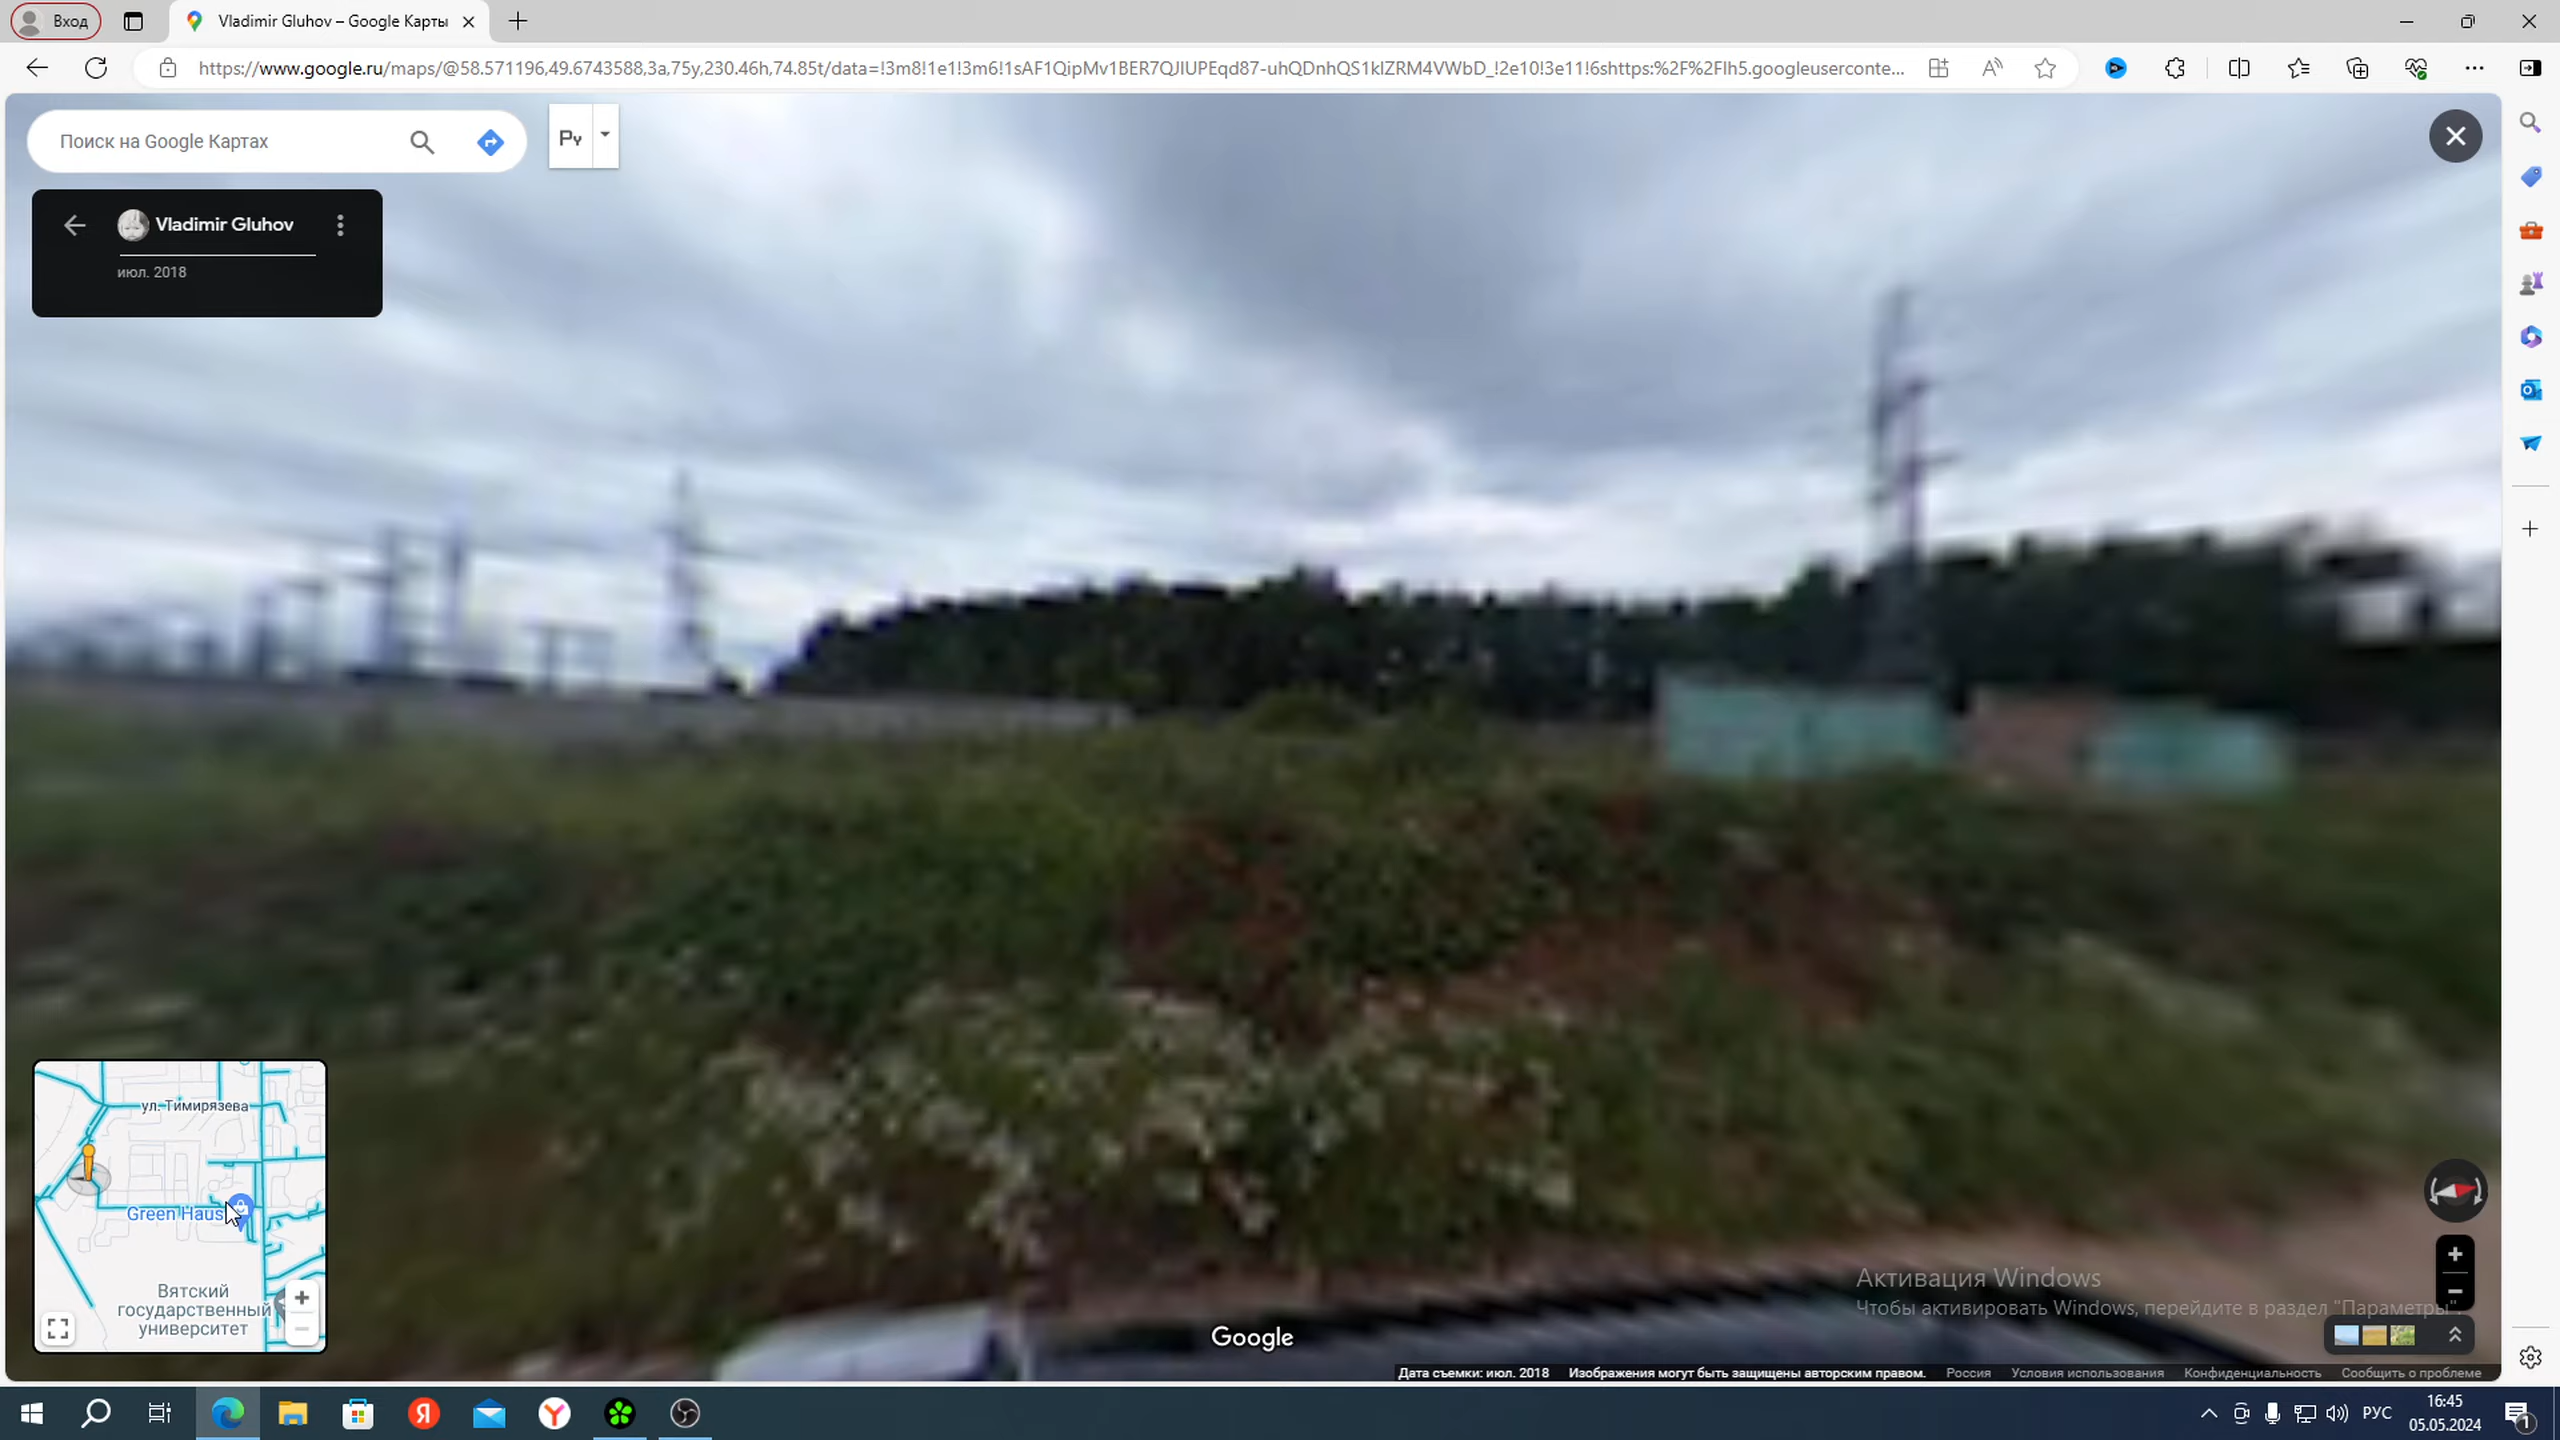 Вход
Vladimir Gluhov – Google Карты
https://www.google.ru/maps/@58.571196,49.6743588,3a,75y,230.46h,74.85t/data=!3m8!1e1!3m6!1sAF1QipMv1BER7QJIUPEqd87-uhQDnhQS1kIZRM4VWbD_!2e10!3e11!6shttps:%2F%2Flh5.googleuserconte...
Поиск на Google Картах
Ру
Vladimir Gluhov
июл. 2018
ул. Тимирязева
Green Haus
Вятский
государственный
университет
Активация Windows
Чтобы активировать Windows, перейдите в раздел "Параметры".
Google
Дата съемки: июл. 2018 Изображения могут быть защищены авторским правом. Россия Условия использования Конфиденциальность Сообщить о проблеме
РУС
16:45
05.05.2024
1